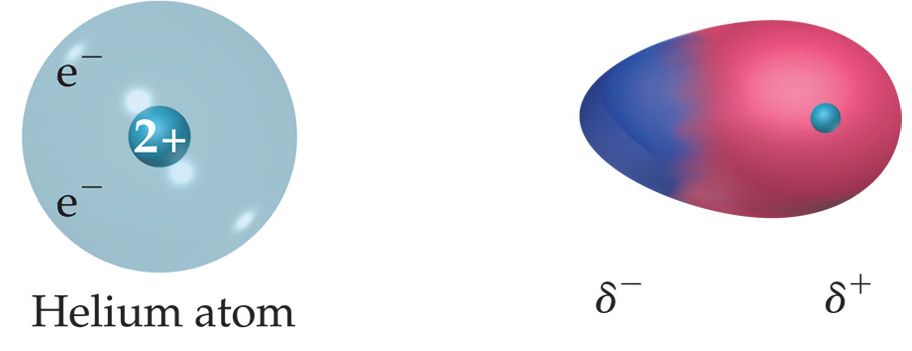 e⁻
2+
e⁻
Helium atom
δ⁻
δ⁺